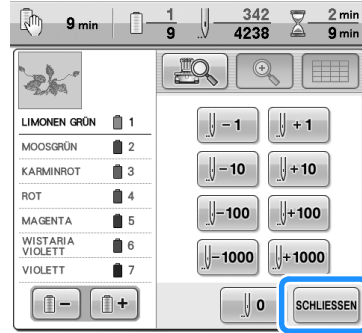 9 min 1 342 2 min
9 4238 9 min
LIMONEN GRÜN 1
MOOSGRÜN 2
KARMINROT 3
ROT 4
MAGENTA 5
WISTARIA
VIOLETT 6
VIOLETT 7
- +
-1 +1
-10 +10
-100 +100
-1000 +1000
0 SCHLIESSEN